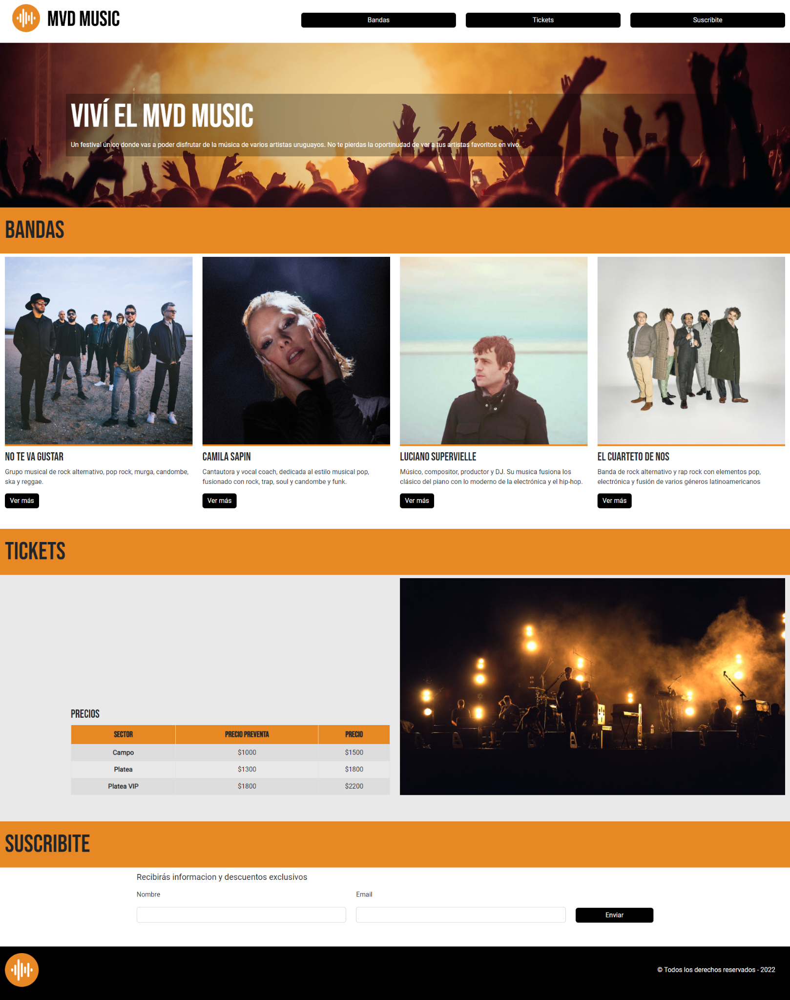 MVD MUSIC
Bandas
Tickets
Suscribite
VIVÍ EL MVD MUSIC
Un festival único donde vas a poder disfrutar de la música de varios artistas uruguayos. No te pierdas la oportinudad de ver a tus artistas favoritos en vivo.
BANDAS
NO TE VA GUSTAR
Grupo musical de rock alternativo, pop rock, murga, candombe,
ska y reggae.
Ver más
CAMILA SAPIN
Cantautora y vocal coach, dedicada al estilo musical pop,
fusionado con rock, trap, soul y candombe y funk.
Ver más
LUCIANO SUPERVIELLE
Músico, compositor, productor y DJ. Su musica fusiona los
clásico del piano con lo moderno de la electrónica y el hip-hop.
Ver más
EL CUARTETO DE NOS
Banda de rock alternativo y rap rock con elementos pop,
electrónica y fusión de varios géneros latinoamericanos
Ver más
TICKETS
PRECIOS
SECTOR PRECIO PREVENTA PRECIO
Campo $1000 $1500
Platea $1300 $1800
Platea VIP $1800 $2200
SUSCRIBITE
Recibirás informacion y descuentos exclusivos
Nombre
Email
Enviar
© Todos los derechos reservados - 2022